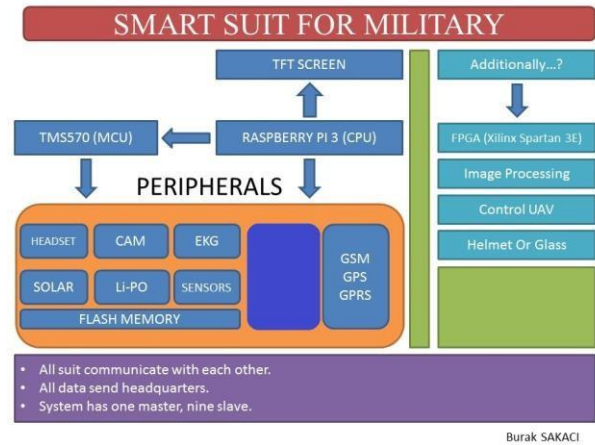 SMART SUIT FOR MILITARY
TFT SCREEN
Additionally...?
TMS570 (MCU)
RASPBERRY PI 3 (CPU)
FPGA (Xilinx Spartan 3E)
Image Processing
Control UAV
Helmet Or Glass
PERIPHERALS
HEADSET
CAM
EKG
SOLAR
Li-PO
SENSORS
FLASH MEMORY
GSM
GPS
GPRS
• All suit communicate with each other.
• All data send headquarters.
• System has one master, nine slave.
Burak SAKACI